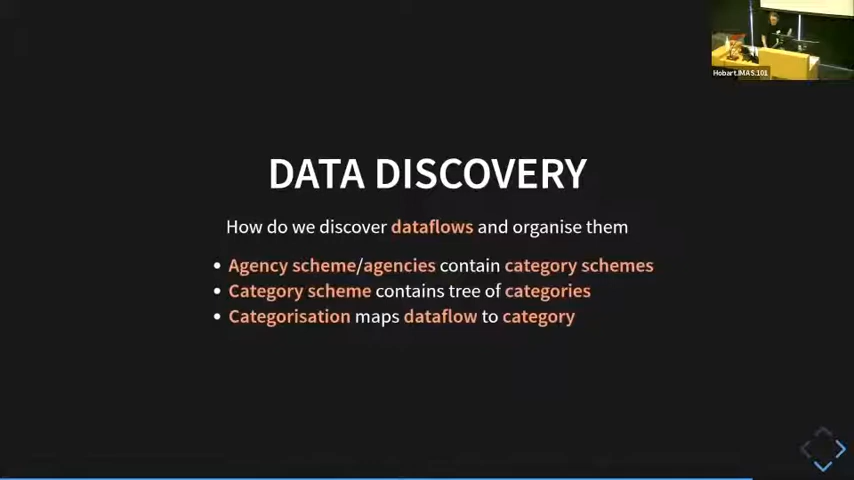 Hobart.IMAS.101
DATA DISCOVERY
How do we discover dataflows and organise them
• Agency scheme/agencies contain category schemes
• Category scheme contains tree of categories
• Categorisation maps dataflow to category